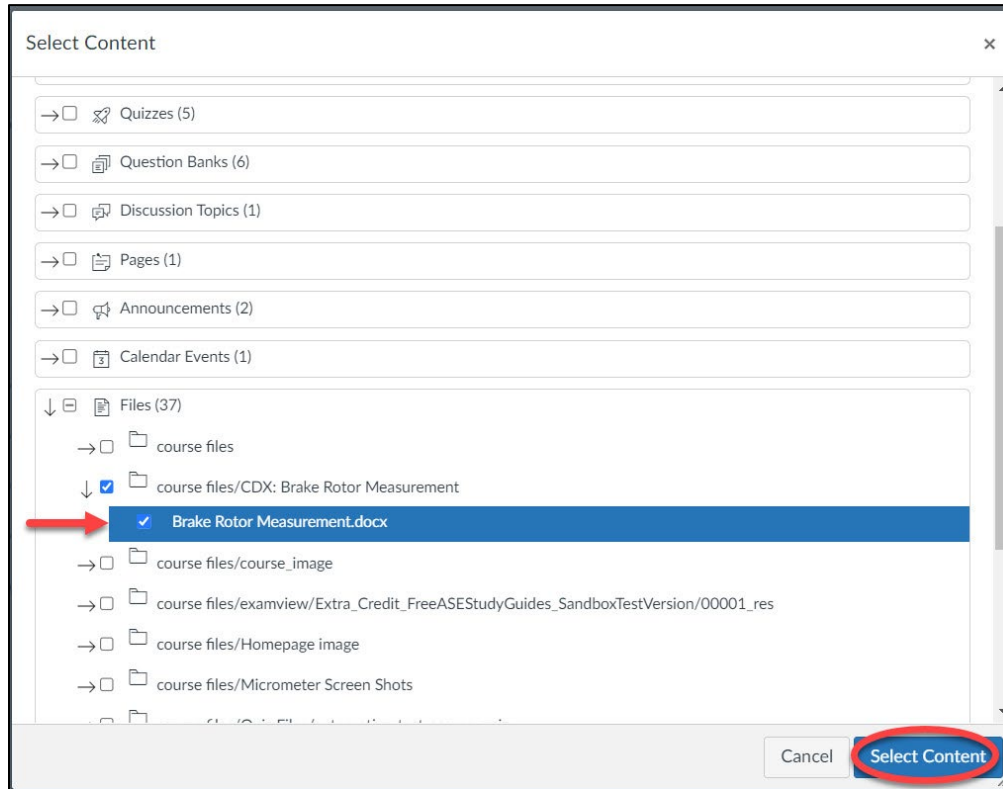 Select Content
×
Quizzes (5)
Question Banks (6)
Discussion Topics (1)
Pages (1)
Announcements (2)
3 Calendar Events (1)
Files (37)
course files
course files/CDX: Brake Rotor Measurement
Brake Rotor Measurement.docx
course files/course_image
course files/examview/Extra_Credit_FreeASEStudyGuides_SandboxTestVersion/00001_res
course files/Homepage image
course files/Micrometer Screen Shots
Cancel Select Content